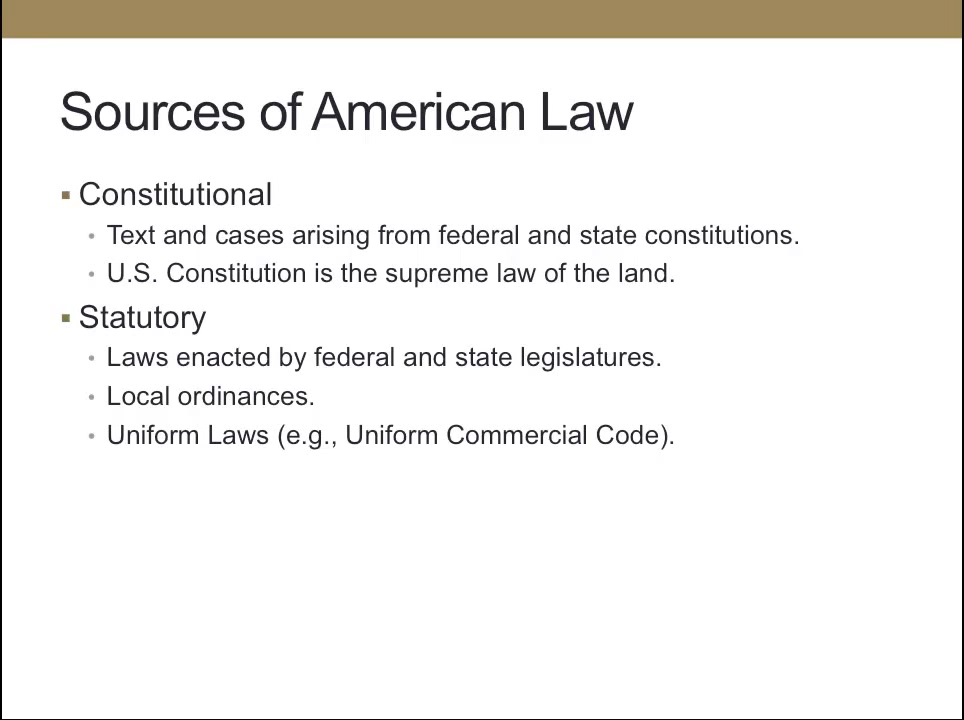 Sources of American Law
▪ Constitutional
• Text and cases arising from federal and state constitutions.
• U.S. Constitution is the supreme law of the land.
▪ Statutory
• Laws enacted by federal and state legislatures.
• Local ordinances.
• Uniform Laws (e.g., Uniform Commercial Code).